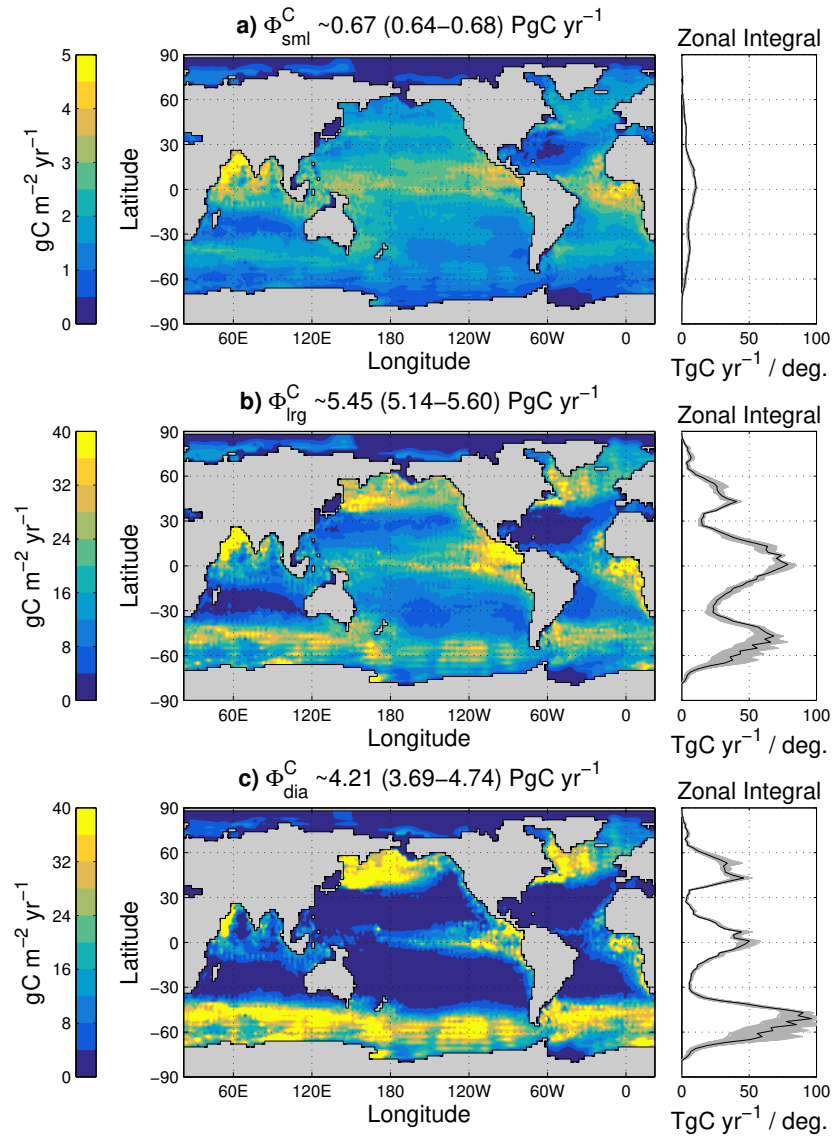 a) Φ^C_sml ~0.67 (0.64−0.68) PgC yr⁻¹
Zonal Integral
gC m⁻² yr⁻¹
5
4
3
2
1
0
Latitude
90
60
30
0
−30
−60
−90
60E 120E 180 120W 60W 0
Longitude
0 50 100
TgC yr⁻¹ / deg.
b) Φ^C_lrg ~5.45 (5.14−5.60) PgC yr⁻¹
Zonal Integral
gC m⁻² yr⁻¹
40
32
24
16
8
0
Latitude
90
60
30
0
−30
−60
−90
60E 120E 180 120W 60W 0
Longitude
0 50 100
TgC yr⁻¹ / deg.
c) Φ^C_dia ~4.21 (3.69−4.74) PgC yr⁻¹
Zonal Integral
gC m⁻² yr⁻¹
40
32
24
16
8
0
Latitude
90
60
30
0
−30
−60
−90
60E 120E 180 120W 60W 0
Longitude
0 50 100
TgC yr⁻¹ / deg.